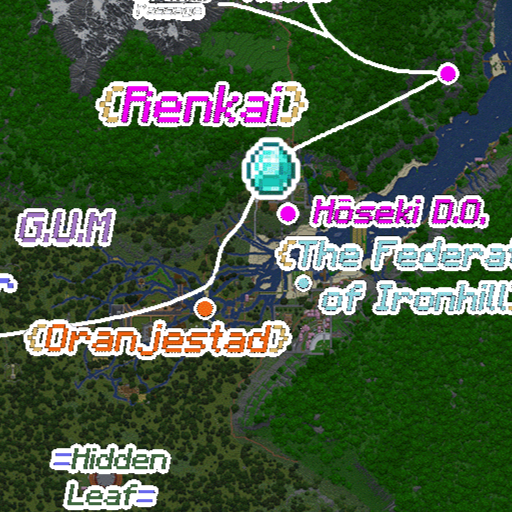 {Renkai}
G.U.M
Hōseki D.O.
{The Federat
of Ironhill}
{Oranjestad}
=Hidden
Leaf=